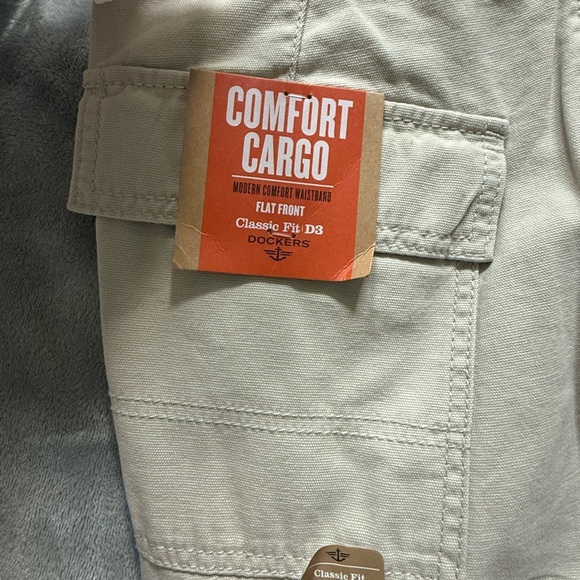 COMFORT
CARGO
MODERN COMFORT WAISTBAND
FLAT FRONT
Classic Fit D3
DOCKERS
Classic Fit